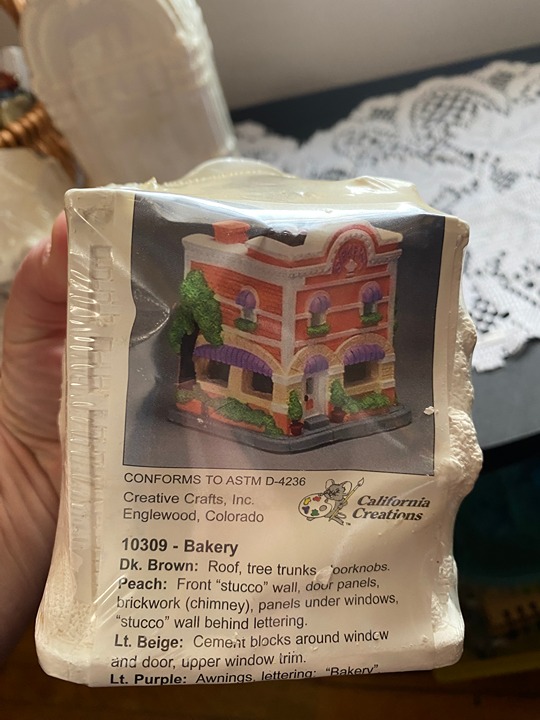 CONFORMS TO ASTM D-4236
Creative Crafts, Inc.
Englewood, Colorado
California
Creations
10309 - Bakery
Dk. Brown: Roof, tree trunks, doorknobs.
Peach: Front “stucco” wall, door panels,
brickwork (chimney), panels under windows,
“stucco” wall behind lettering.
Lt. Beige: Cement blocks around window
and door, upper window trim.
Lt. Purple: Awnings, lettering: “Bakery”